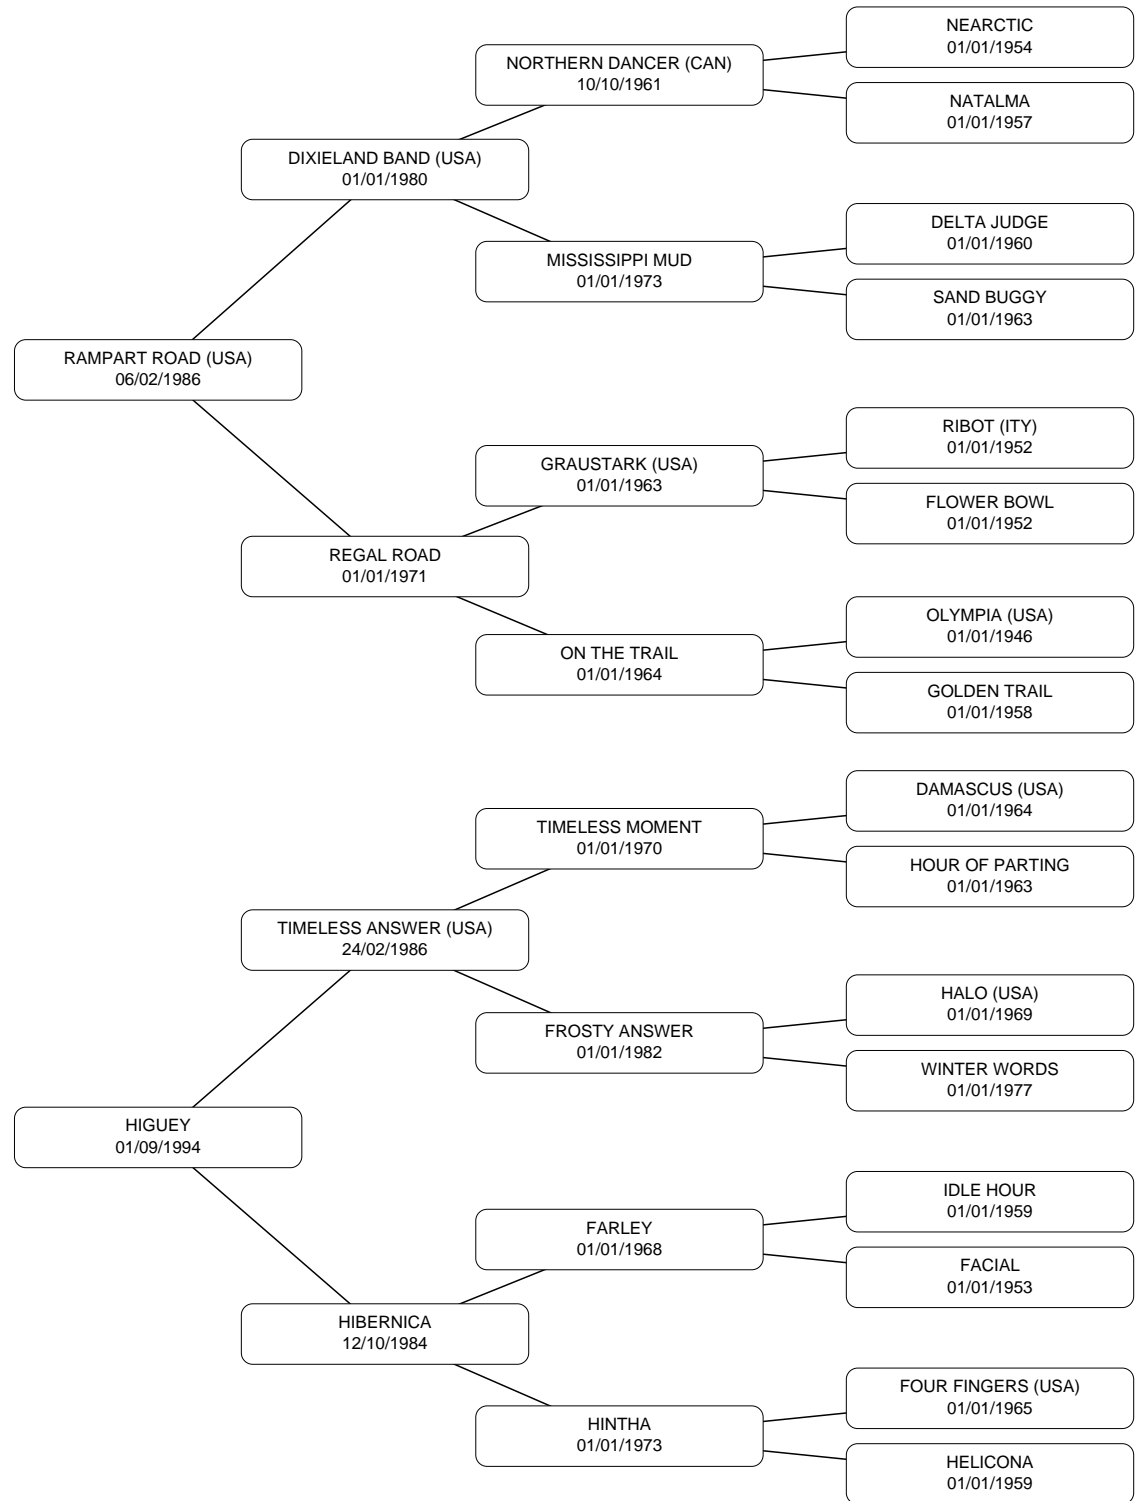 NEARCTIC
01/01/1954
NORTHERN DANCER (CAN)
10/10/1961
NATALMA
01/01/1957
DIXIELAND BAND (USA)
01/01/1980
DELTA JUDGE
01/01/1960
MISSISSIPPI MUD
01/01/1973
SAND BUGGY
01/01/1963
RAMPART ROAD (USA)
06/02/1986
RIBOT (ITY)
01/01/1952
GRAUSTARK (USA)
01/01/1963
FLOWER BOWL
01/01/1952
REGAL ROAD
01/01/1971
OLYMPIA (USA)
01/01/1946
ON THE TRAIL
01/01/1964
GOLDEN TRAIL
01/01/1958
DAMASCUS (USA)
01/01/1964
TIMELESS MOMENT
01/01/1970
HOUR OF PARTING
01/01/1963
TIMELESS ANSWER (USA)
24/02/1986
HALO (USA)
01/01/1969
FROSTY ANSWER
01/01/1982
WINTER WORDS
01/01/1977
HIGUEY
01/09/1994
IDLE HOUR
01/01/1959
FARLEY
01/01/1968
FACIAL
01/01/1953
HIBERNICA
12/10/1984
FOUR FINGERS (USA)
01/01/1965
HINTHA
01/01/1973
HELICONA
01/01/1959